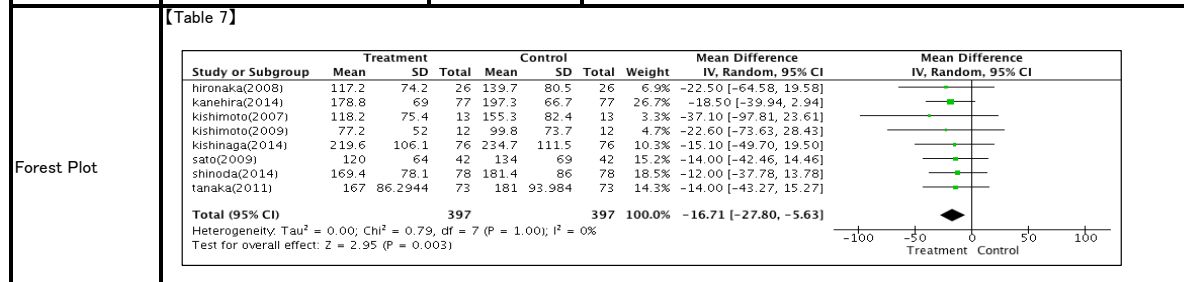 【Table 7】
Treatment Control Mean Difference Mean Difference
Study or Subgroup Mean SD Total Mean SD Total Weight IV, Random, 95% CI IV, Random, 95% CI
hironaka(2008) 117.2 74.2 26 139.7 80.5 26 6.9% -22.50 [-64.58, 19.58]
kanehira(2014) 178.8 69 77 197.3 66.7 77 26.7% -18.50 [-39.94, 2.94]
kishimoto(2007) 118.2 75.4 13 155.3 82.4 13 3.3% -37.10 [-97.81, 23.61]
kishimoto(2009) 77.2 52 12 99.8 73.7 12 4.7% -22.60 [-73.63, 28.43]
kishinaga(2014) 219.6 106.1 76 234.7 111.5 76 10.3% -15.10 [-49.70, 19.50]
sato(2009) 120 64 42 134 69 42 15.2% -14.00 [-42.46, 14.46]
Forest Plot
shinoda(2014) 169.4 78.1 78 181.4 86 78 18.5% -12.00 [-37.78, 13.78]
tanaka(2011) 167 86.2944 73 181 93.984 73 14.3% -14.00 [-43.27, 15.27]
Total (95% CI) 397 397 100.0% -16.71 [-27.80, -5.63]
Heterogeneity: Tau² = 0.00; Chi² = 0.79, df = 7 (P = 1.00); I² = 0%
Test for overall effect: Z = 2.95 (P = 0.003)
-100 -50 0 50 100
Treatment Control